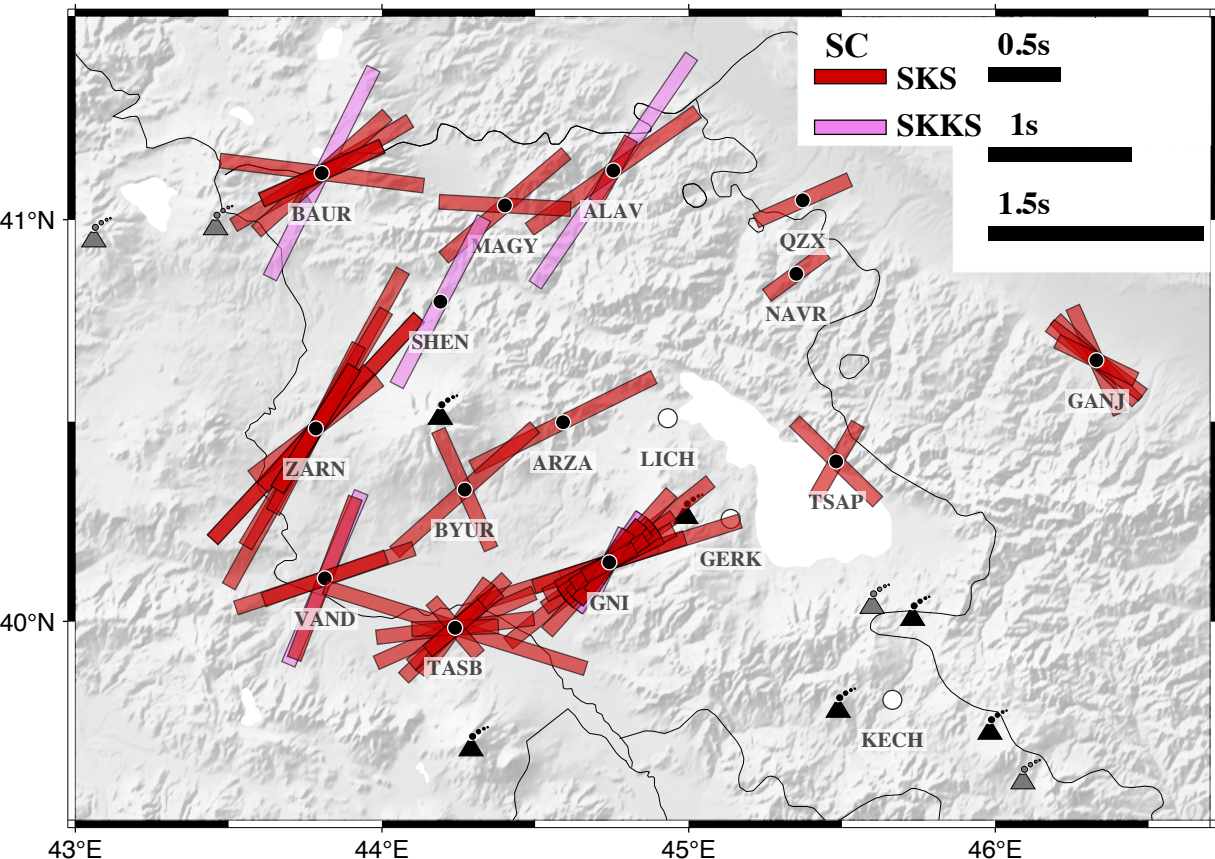 SC
0.5s
SKS
SKKS
1s
1.5s
41°N
BAUR
ALAV
MAGY
QZX
NAVR
SHEN
GANJ
ZARN
ARZA
LICH
TSAP
BYUR
GERK
GNI
40°N
VAND
TASB
KECH
43°E
44°E
45°E
46°E